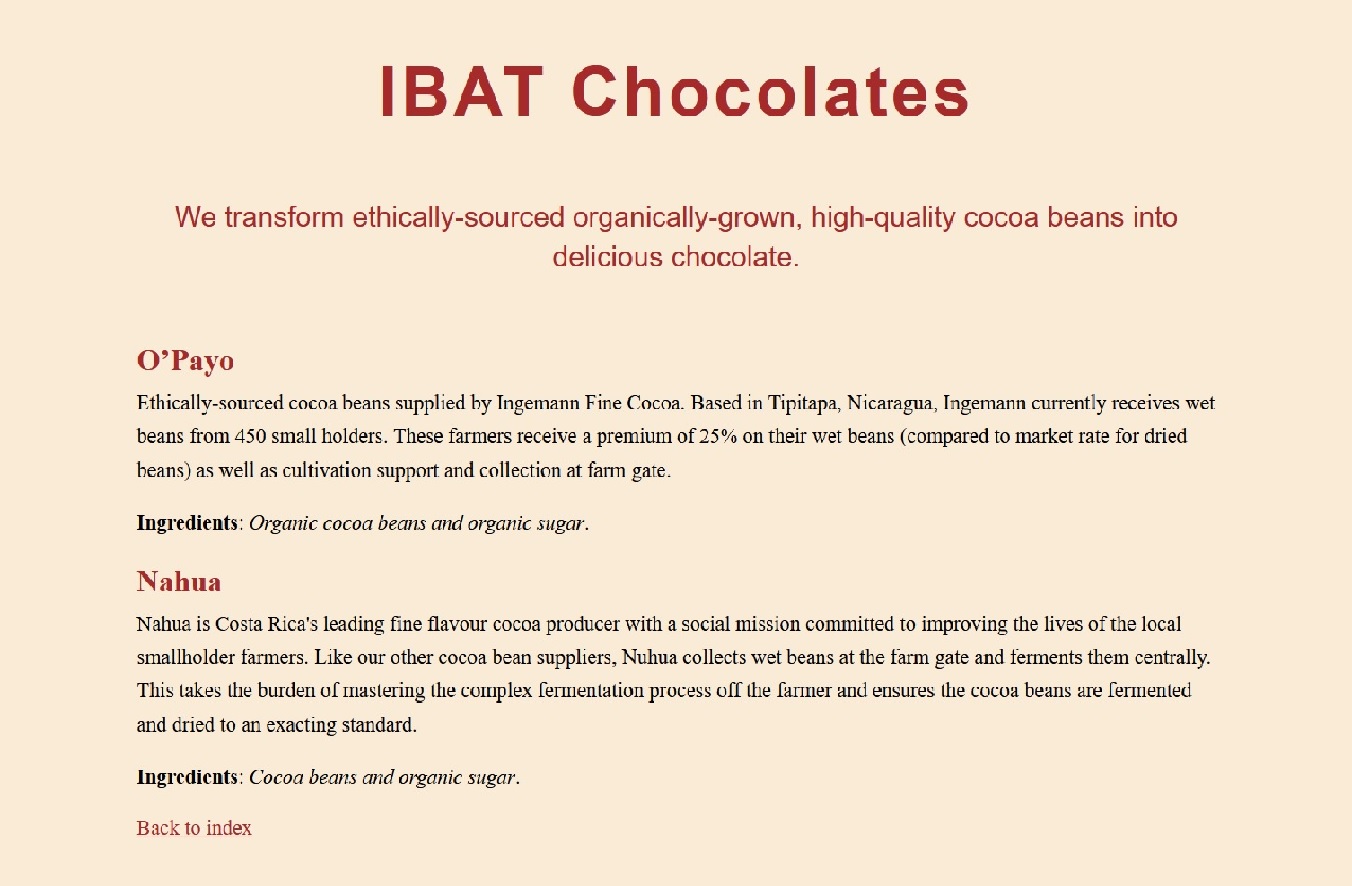 IBAT Chocolates
We transform ethically-sourced organically-grown, high-quality cocoa beans into
delicious chocolate.
O’Payo
Ethically-sourced cocoa beans supplied by Ingemann Fine Cocoa. Based in Tipitapa, Nicaragua, Ingemann currently receives wet
beans from 450 small holders. These farmers receive a premium of 25% on their wet beans (compared to market rate for dried
beans) as well as cultivation support and collection at farm gate.
Ingredients: Organic cocoa beans and organic sugar.
Nahua
Nahua is Costa Rica's leading fine flavour cocoa producer with a social mission committed to improving the lives of the local
smallholder farmers. Like our other cocoa bean suppliers, Nuhua collects wet beans at the farm gate and ferments them centrally.
This takes the burden of mastering the complex fermentation process off the farmer and ensures the cocoa beans are fermented
and dried to an exacting standard.
Ingredients: Cocoa beans and organic sugar.
Back to index